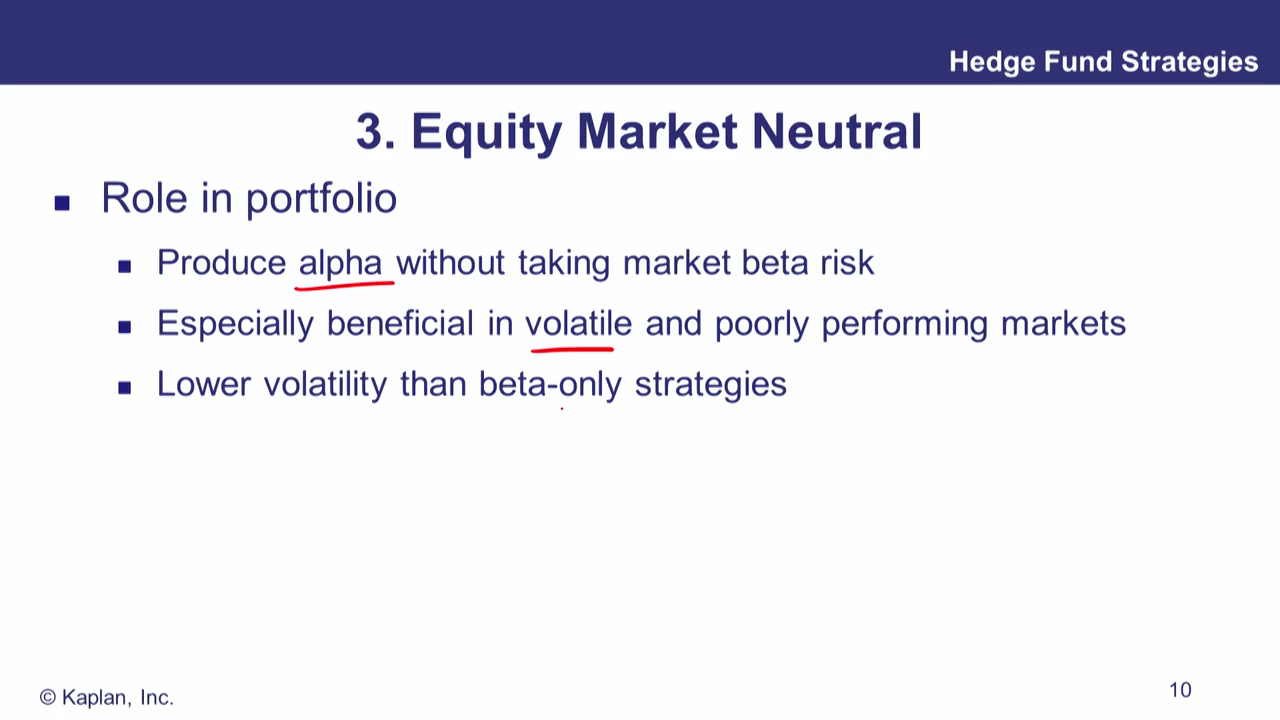 Hedge Fund Strategies
3. Equity Market Neutral
Role in portfolio
Produce alpha without taking market beta risk
Especially beneficial in volatile and poorly performing markets
Lower volatility than beta-only strategies
© Kaplan, Inc.
10